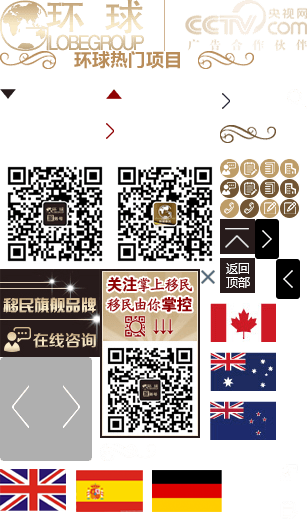 环球
GLOBEGROUP
央视网
CCTV.com
广告合作伙伴
环球热门项目
返回
顶部
移民旗舰品牌
在线咨询
关注掌上移民
移民由你掌控